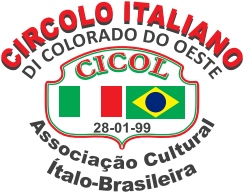 CIRCOLO ITALIANO
DI COLORADO DO OESTE
CICOL
28-01-99
Associação Cultural
Ítalo-Brasileira